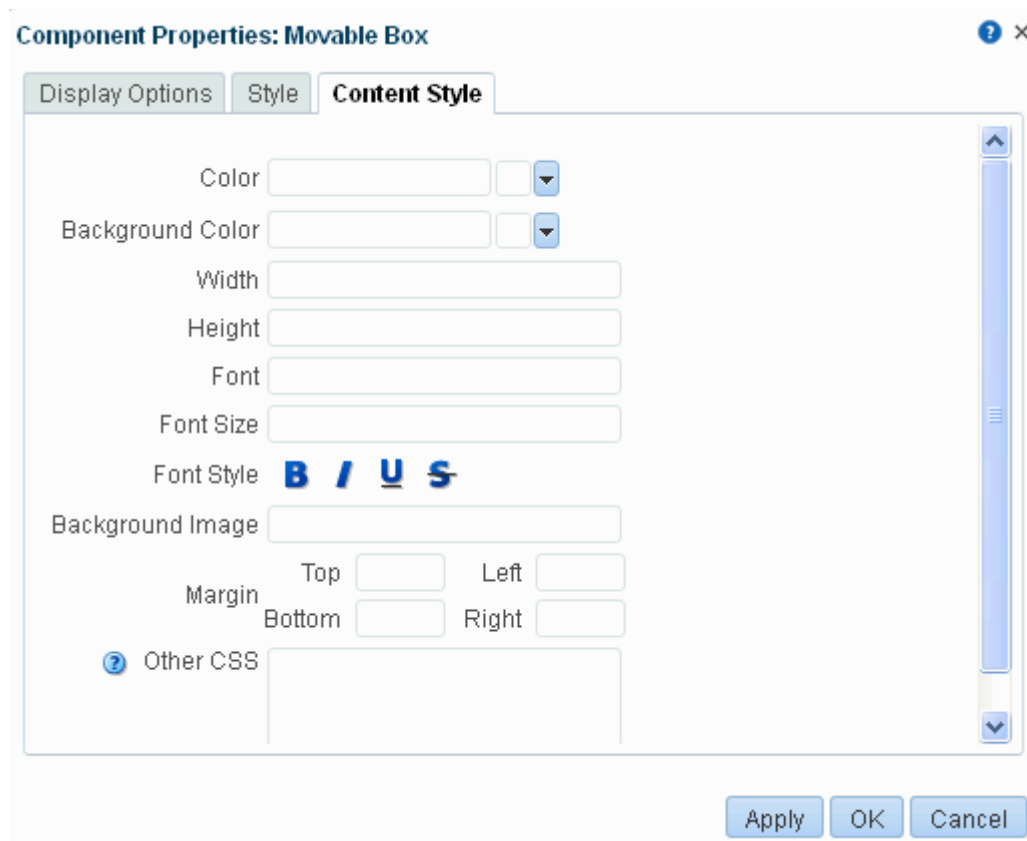 Component Properties: Movable Box
Display Options Style Content Style
Color
Background Color
Width
Height
Font
Font Size
Font Style B I U S
Background Image
Margin
Top Left
Bottom Right
Other CSS
Apply OK Cancel